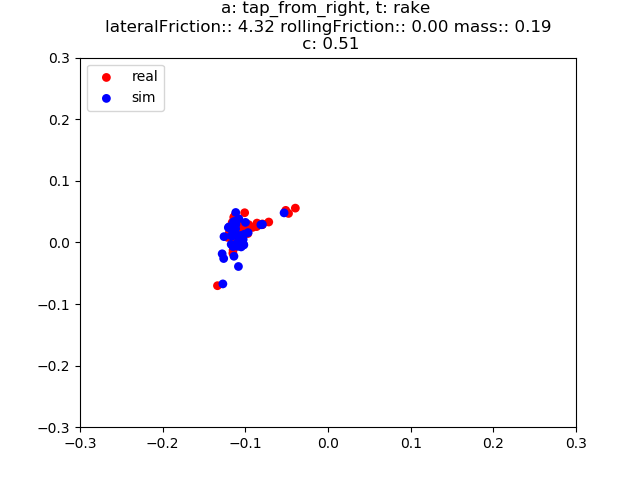 a: tap_from_right, t: rake
lateralFriction:: 4.32 rollingFriction:: 0.00 mass:: 0.19
c: 0.51
real
sim
0.3
0.2
0.1
0.0
−0.1
−0.2
−0.3
−0.3
−0.2
−0.1
0.0
0.1
0.2
0.3